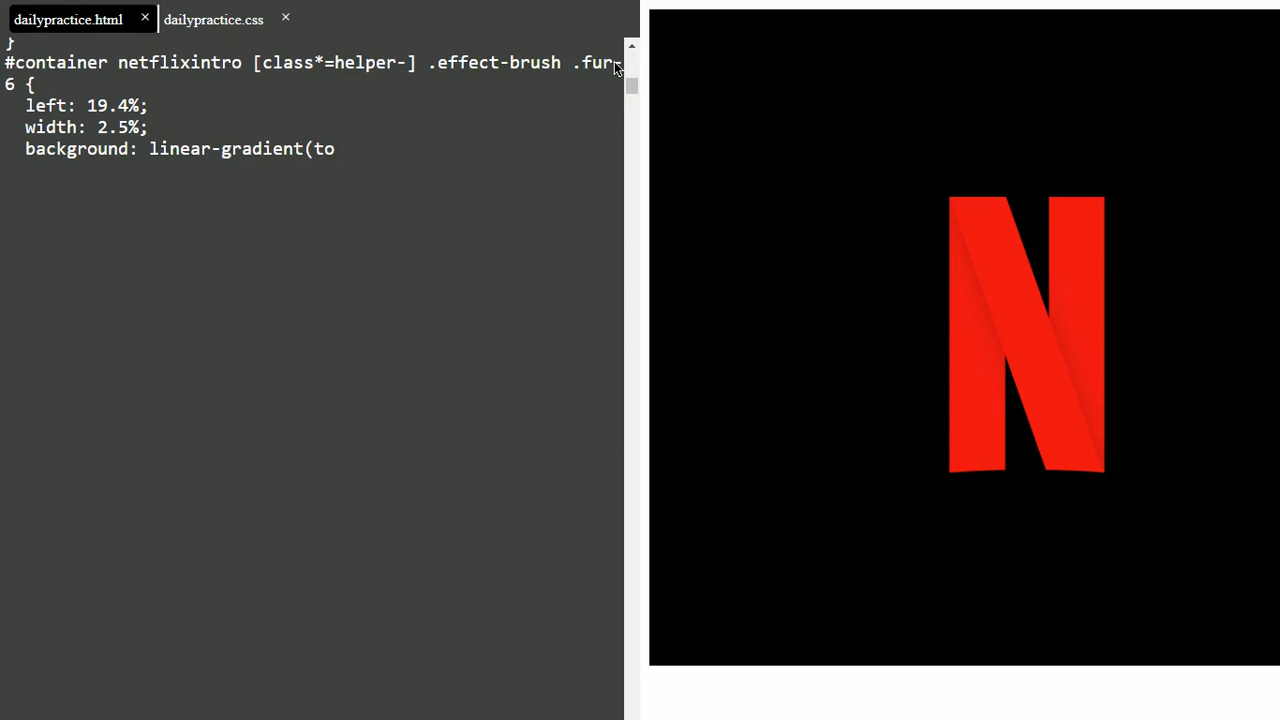 dailypractice.html × dailypractice.css ×
}
#container netflixintro [class*=helper-] .effect-brush .fur-
6 {
left: 19.4%;
width: 2.5%;
background: linear-gradient(to
N